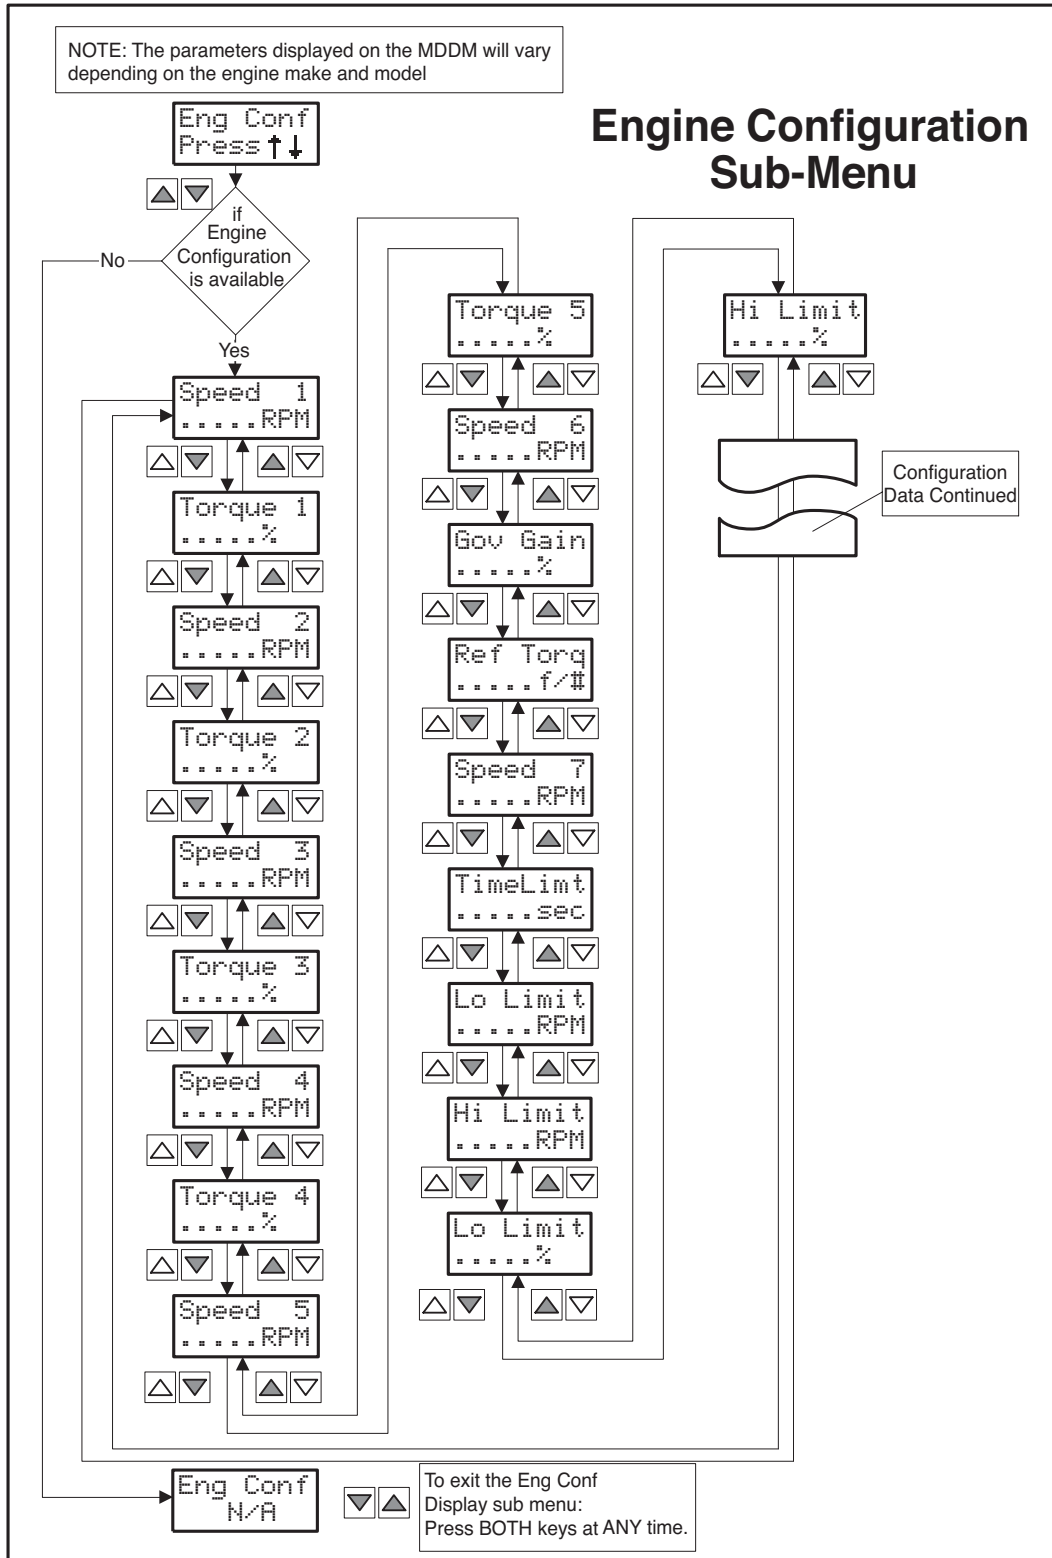 NOTE: The parameters displayed on the MDDM will vary
depending on the engine make and model
Engine Configuration
Sub-Menu
Eng Conf
Press ↑↓
if
Engine
Configuration
is available
No
Yes
Speed 1
.....RPM
Torque 1
.....%
Speed 2
.....RPM
Torque 2
.....%
Speed 3
.....RPM
Torque 3
.....%
Speed 4
.....RPM
Torque 4
.....%
Speed 5
.....RPM
Torque 5
.....%
Speed 6
.....RPM
Gov Gain
.....%
Ref Torq
.....f/#
Speed 7
.....RPM
TimeLimt
.....sec
Lo Limit
.....RPM
Hi Limit
.....RPM
Lo Limit
.....%
Hi Limit
.....%
Configuration
Data Continued
Eng Conf
N/A
To exit the Eng Conf
Display sub menu:
Press BOTH keys at ANY time.